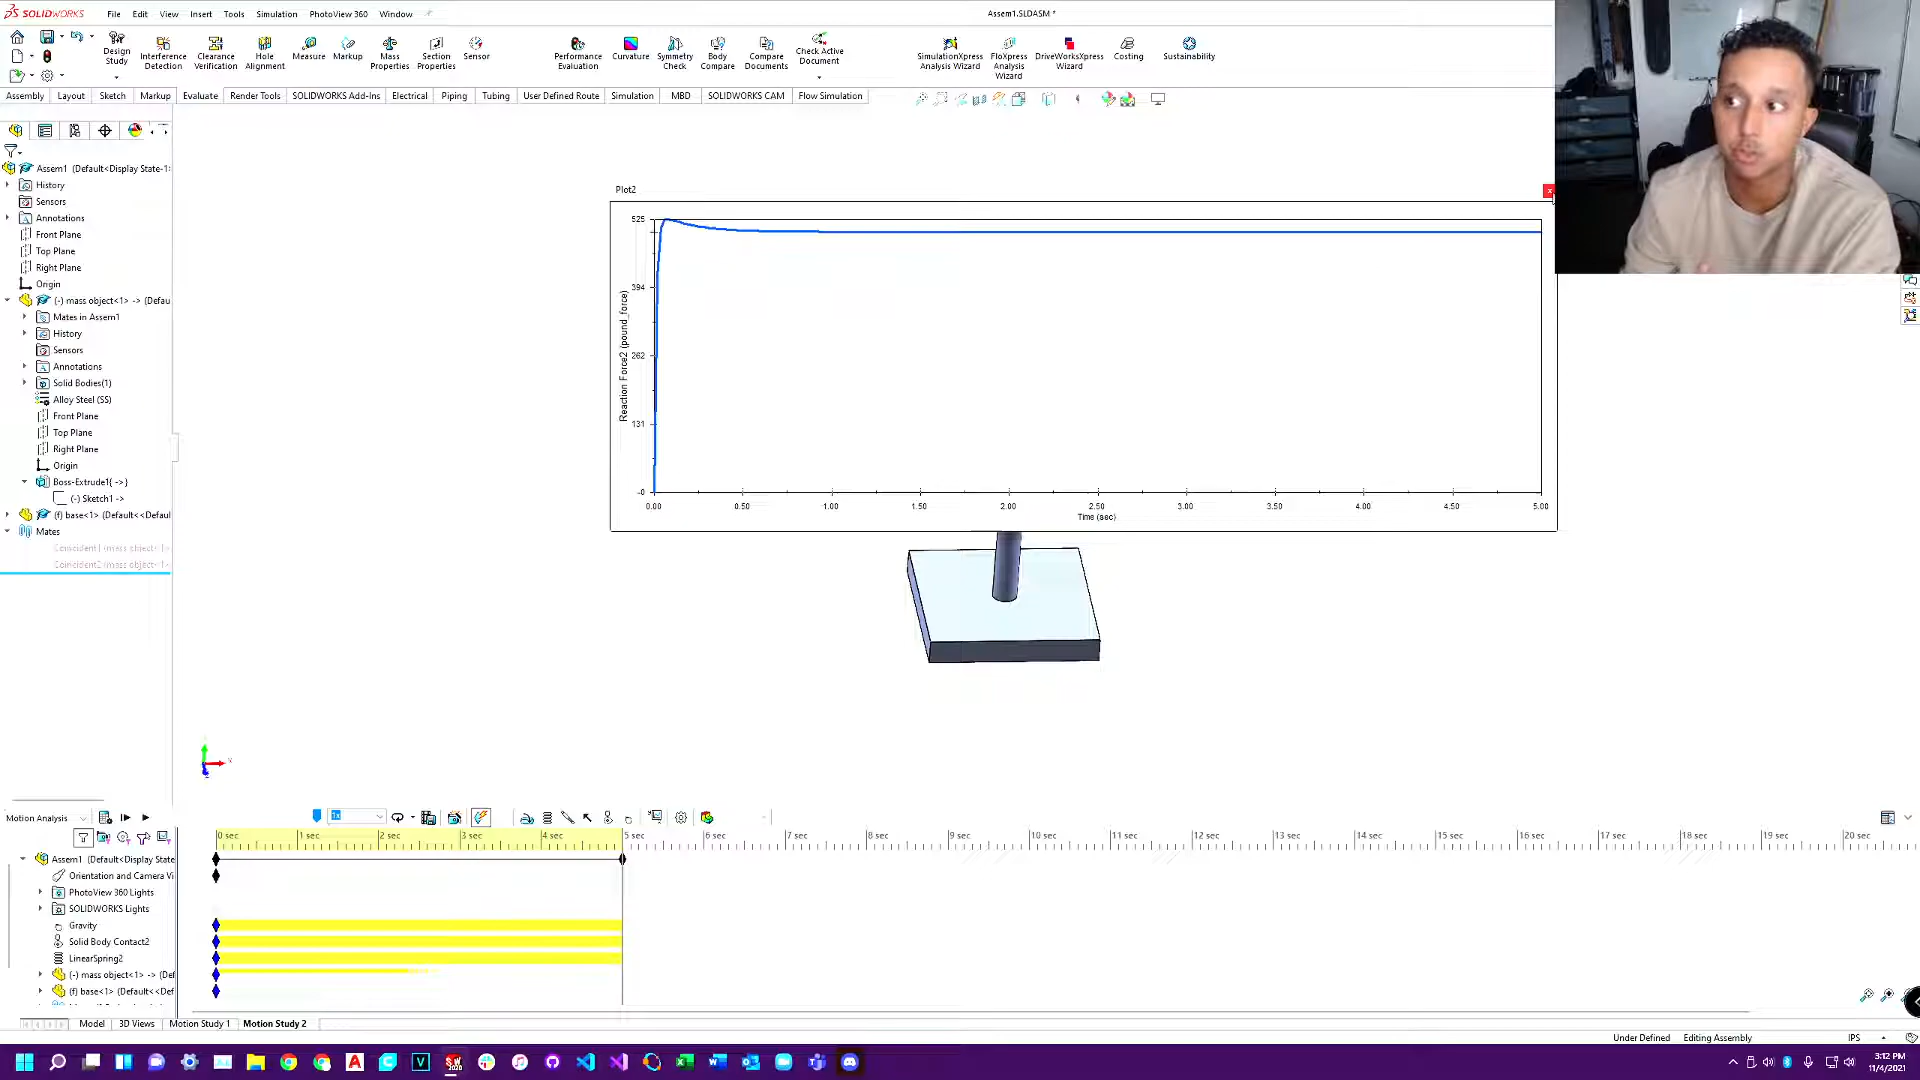 SOLIDWORKS File Edit View Insert Tools Simulation PhotoView 360 Window Assem1.SLDASM *
Design Study Interference Detection Clearance Verification Hole Alignment Measure Markup Mass Properties Section Properties Sensor Performance Evaluation Curvature Symmetry Check Body Compare Compare Documents Check Active Document SimulationXpress Analysis Wizard FloXpress Analysis Wizard DriveWorksXpress Wizard Costing Sustainability
Assembly Layout Sketch Markup Evaluate Render Tools SOLIDWORKS Add-Ins Electrical Piping Tubing User Defined Route Simulation MBD SOLIDWORKS CAM Flow Simulation
Assem1 (Default<Display State-1
History
Sensors
Annotations
Front Plane
Top Plane
Right Plane
Origin
(-) mass object<1> -> (Defau
Mates in Assem1
History
Sensors
Annotations
Solid Bodies(1)
Alloy Steel (SS)
Front Plane
Top Plane
Right Plane
Origin
Boss-Extrude1{ ->}
(-) Sketch1 ->
(f) base<1> (Default<<Defaul
Mates
Coincident1 (mass object<1>
Coincident2 (mass object<1>
Plot2
525
394
262
131
-0
Reaction Force2 (pound_force)
0.00 0.50 1.00 1.50 2.00 2.50 3.00 3.50 4.00 4.50 5.00
Time (sec)
Motion Analysis
0 sec 1 sec 2 sec 3 sec 4 sec 5 sec 6 sec 7 sec 8 sec 9 sec 10 sec 11 sec 12 sec 13 sec 14 sec 15 sec 16 sec 17 sec 18 sec 19 sec 20 sec
Assem1 (Default<Display State
Orientation and Camera Vi
PhotoView 360 Lights
SOLIDWORKS Lights
Gravity
Solid Body Contact2
LinearSpring2
(-) mass object<1> -> (Def
(f) base<1> (Default<<Def
Model 3D Views Motion Study 1 Motion Study 2
Under Defined Editing Assembly IPS
3:12 PM
11/4/2021